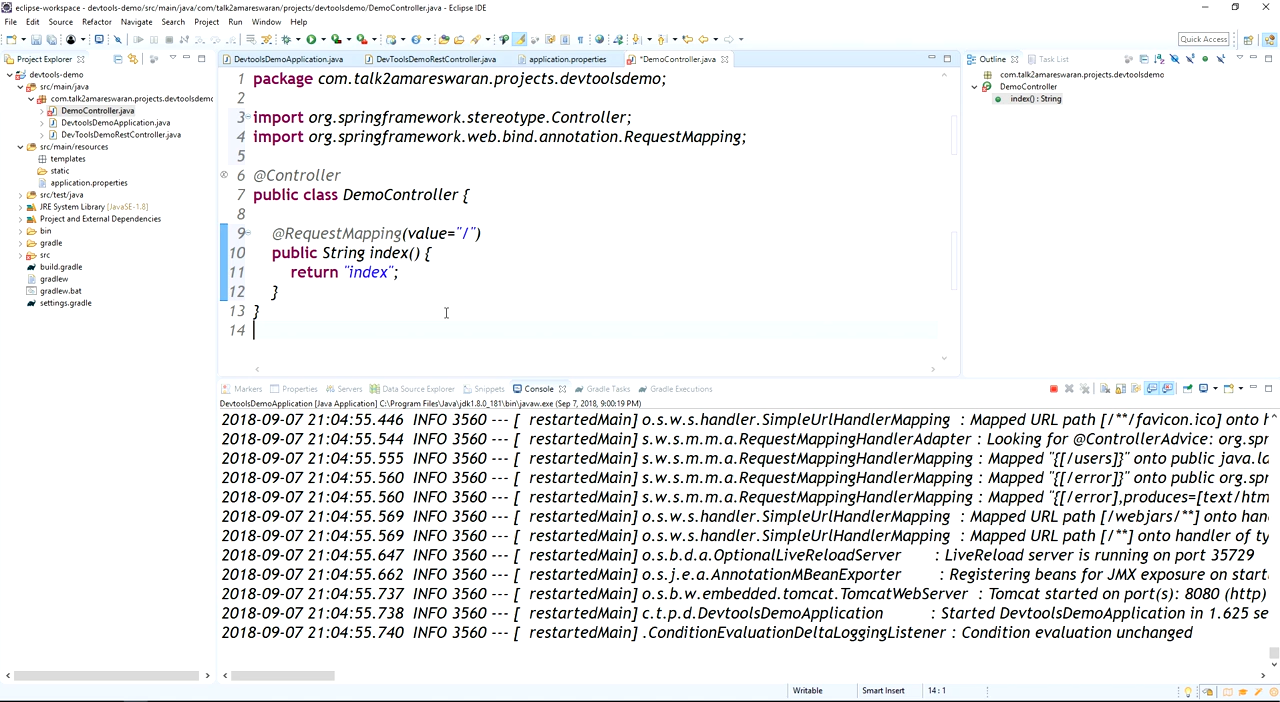 eclipse-workspace - devtools-demo/src/main/java/com/talk2amareswaran/projects/devtoolsdemo/DemoController.java - Eclipse IDE
File Edit Source Refactor Navigate Search Project Run Window Help
Quick Access
Project Explorer
devtools-demo
src/main/java
com.talk2amareswaran.projects.devtoolsdemo
DemoController.java
DevtoolsDemoApplication.java
DevToolsDemoRestController.java
src/main/resources
templates
static
application.properties
src/test/java
JRE System Library [JavaSE-1.8]
Project and External Dependencies
bin
gradle
src
build.gradle
gradlew
gradlew.bat
settings.gradle
DevtoolsDemoApplication.java DevToolsDemoRestController.java application.properties *DemoController.java
1 package com.talk2amareswaran.projects.devtoolsdemo;
2
3 import org.springframework.stereotype.Controller;
4 import org.springframework.web.bind.annotation.RequestMapping;
5
6 @Controller
7 public class DemoController {
8
9 @RequestMapping(value="/")
10 public String index() {
11 return "index";
12 }
13 }
14
Outline Task List
com.talk2amareswaran.projects.devtoolsdemo
DemoController
index() : String
Markers Properties Servers Data Source Explorer Snippets Console Gradle Tasks Gradle Executions
DevtoolsDemoApplication [Java Application] C:\Program Files\Java\jdk1.8.0_181\bin\javaw.exe (Sep 7, 2018, 9:00:19 PM)
2018-09-07 21:04:55.446 INFO 3560 --- [ restartedMain] o.s.w.s.handler.SimpleUrlHandlerMapping : Mapped URL path [/**/favicon.ico] onto h
2018-09-07 21:04:55.544 INFO 3560 --- [ restartedMain] s.w.s.m.m.a.RequestMappingHandlerAdapter : Looking for @ControllerAdvice: org.spr
2018-09-07 21:04:55.555 INFO 3560 --- [ restartedMain] s.w.s.m.m.a.RequestMappingHandlerMapping : Mapped "{[/users]}" onto public java.la
2018-09-07 21:04:55.560 INFO 3560 --- [ restartedMain] s.w.s.m.m.a.RequestMappingHandlerMapping : Mapped "{[/error]}" onto public org.spr
2018-09-07 21:04:55.560 INFO 3560 --- [ restartedMain] s.w.s.m.m.a.RequestMappingHandlerMapping : Mapped "{[/error],produces=[text/htm
2018-09-07 21:04:55.569 INFO 3560 --- [ restartedMain] o.s.w.s.handler.SimpleUrlHandlerMapping : Mapped URL path [/webjars/**] onto han
2018-09-07 21:04:55.569 INFO 3560 --- [ restartedMain] o.s.w.s.handler.SimpleUrlHandlerMapping : Mapped URL path [/**] onto handler of ty
2018-09-07 21:04:55.647 INFO 3560 --- [ restartedMain] o.s.b.d.a.OptionalLiveReloadServer : LiveReload server is running on port 35729
2018-09-07 21:04:55.662 INFO 3560 --- [ restartedMain] o.s.j.e.a.AnnotationMBeanExporter : Registering beans for JMX exposure on start
2018-09-07 21:04:55.737 INFO 3560 --- [ restartedMain] o.s.b.w.embedded.tomcat.TomcatWebServer : Tomcat started on port(s): 8080 (http)
2018-09-07 21:04:55.738 INFO 3560 --- [ restartedMain] c.t.p.d.DevtoolsDemoApplication : Started DevtoolsDemoApplication in 1.625 se
2018-09-07 21:04:55.740 INFO 3560 --- [ restartedMain] .ConditionEvaluationDeltaLoggingListener : Condition evaluation unchanged
Writable Smart Insert 14 : 1